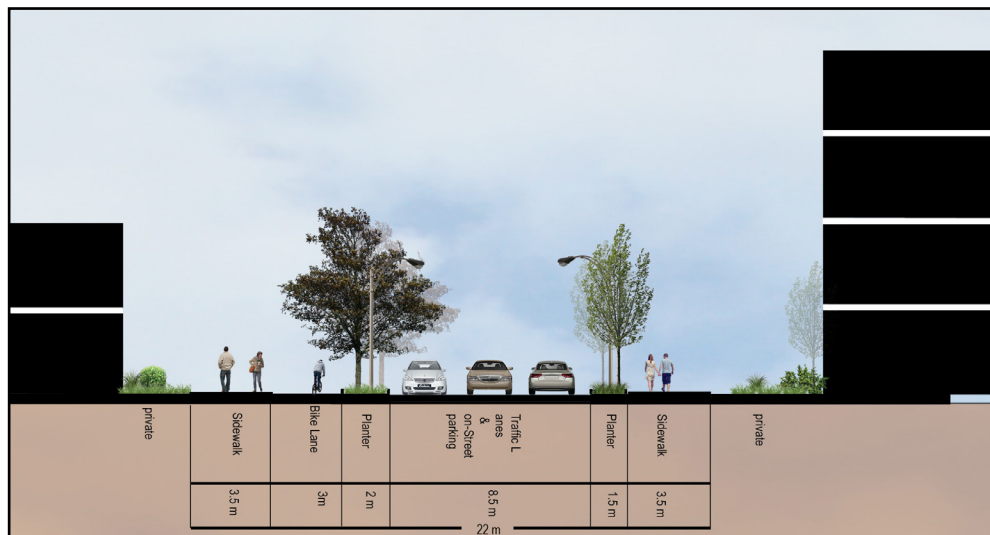 private
Sidewalk
Bike Lane
Planter
Traffic L
anes
&
on-Street
parking
Planter
Sidewalk
private
3.5 m
3m
2 m
8.5 m
1.5 m
3.5 m
22 m